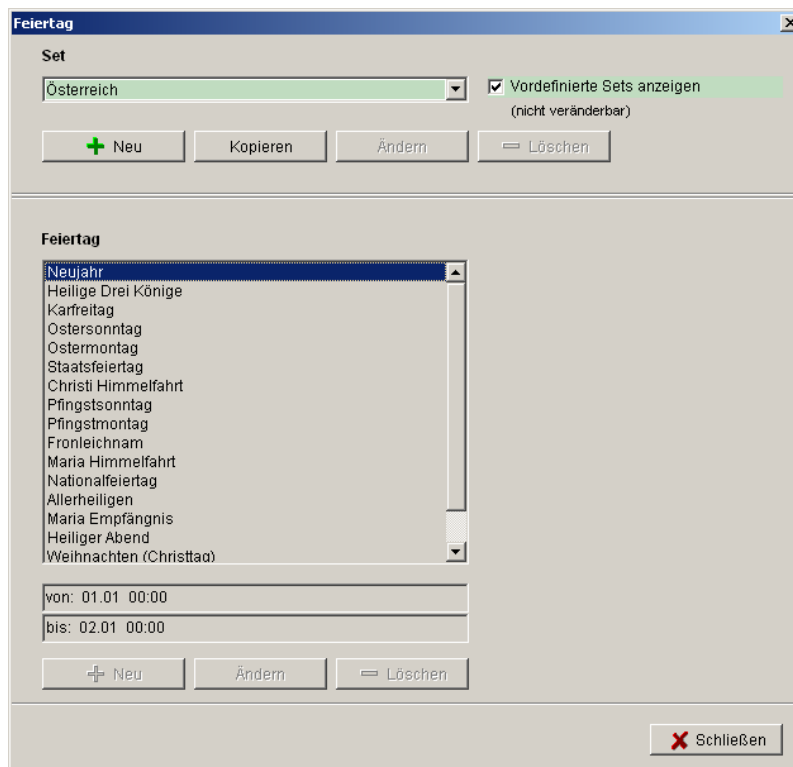 Feiertag
Set
Österreich
Vordefinierte Sets anzeigen
(nicht veränderbar)
Neu Kopieren Ändern Löschen
Feiertag
Neujahr
Heilige Drei Könige
Karfreitag
Ostersonntag
Ostermontag
Staatsfeiertag
Christi Himmelfahrt
Pfingstsonntag
Pfingstmontag
Fronleichnam
Maria Himmelfahrt
Nationalfeiertag
Allerheiligen
Maria Empfängnis
Heiliger Abend
Weihnachten (Christtag)
von: 01.01 00:00
bis: 02.01 00:00
Neu Ändern Löschen
Schließen